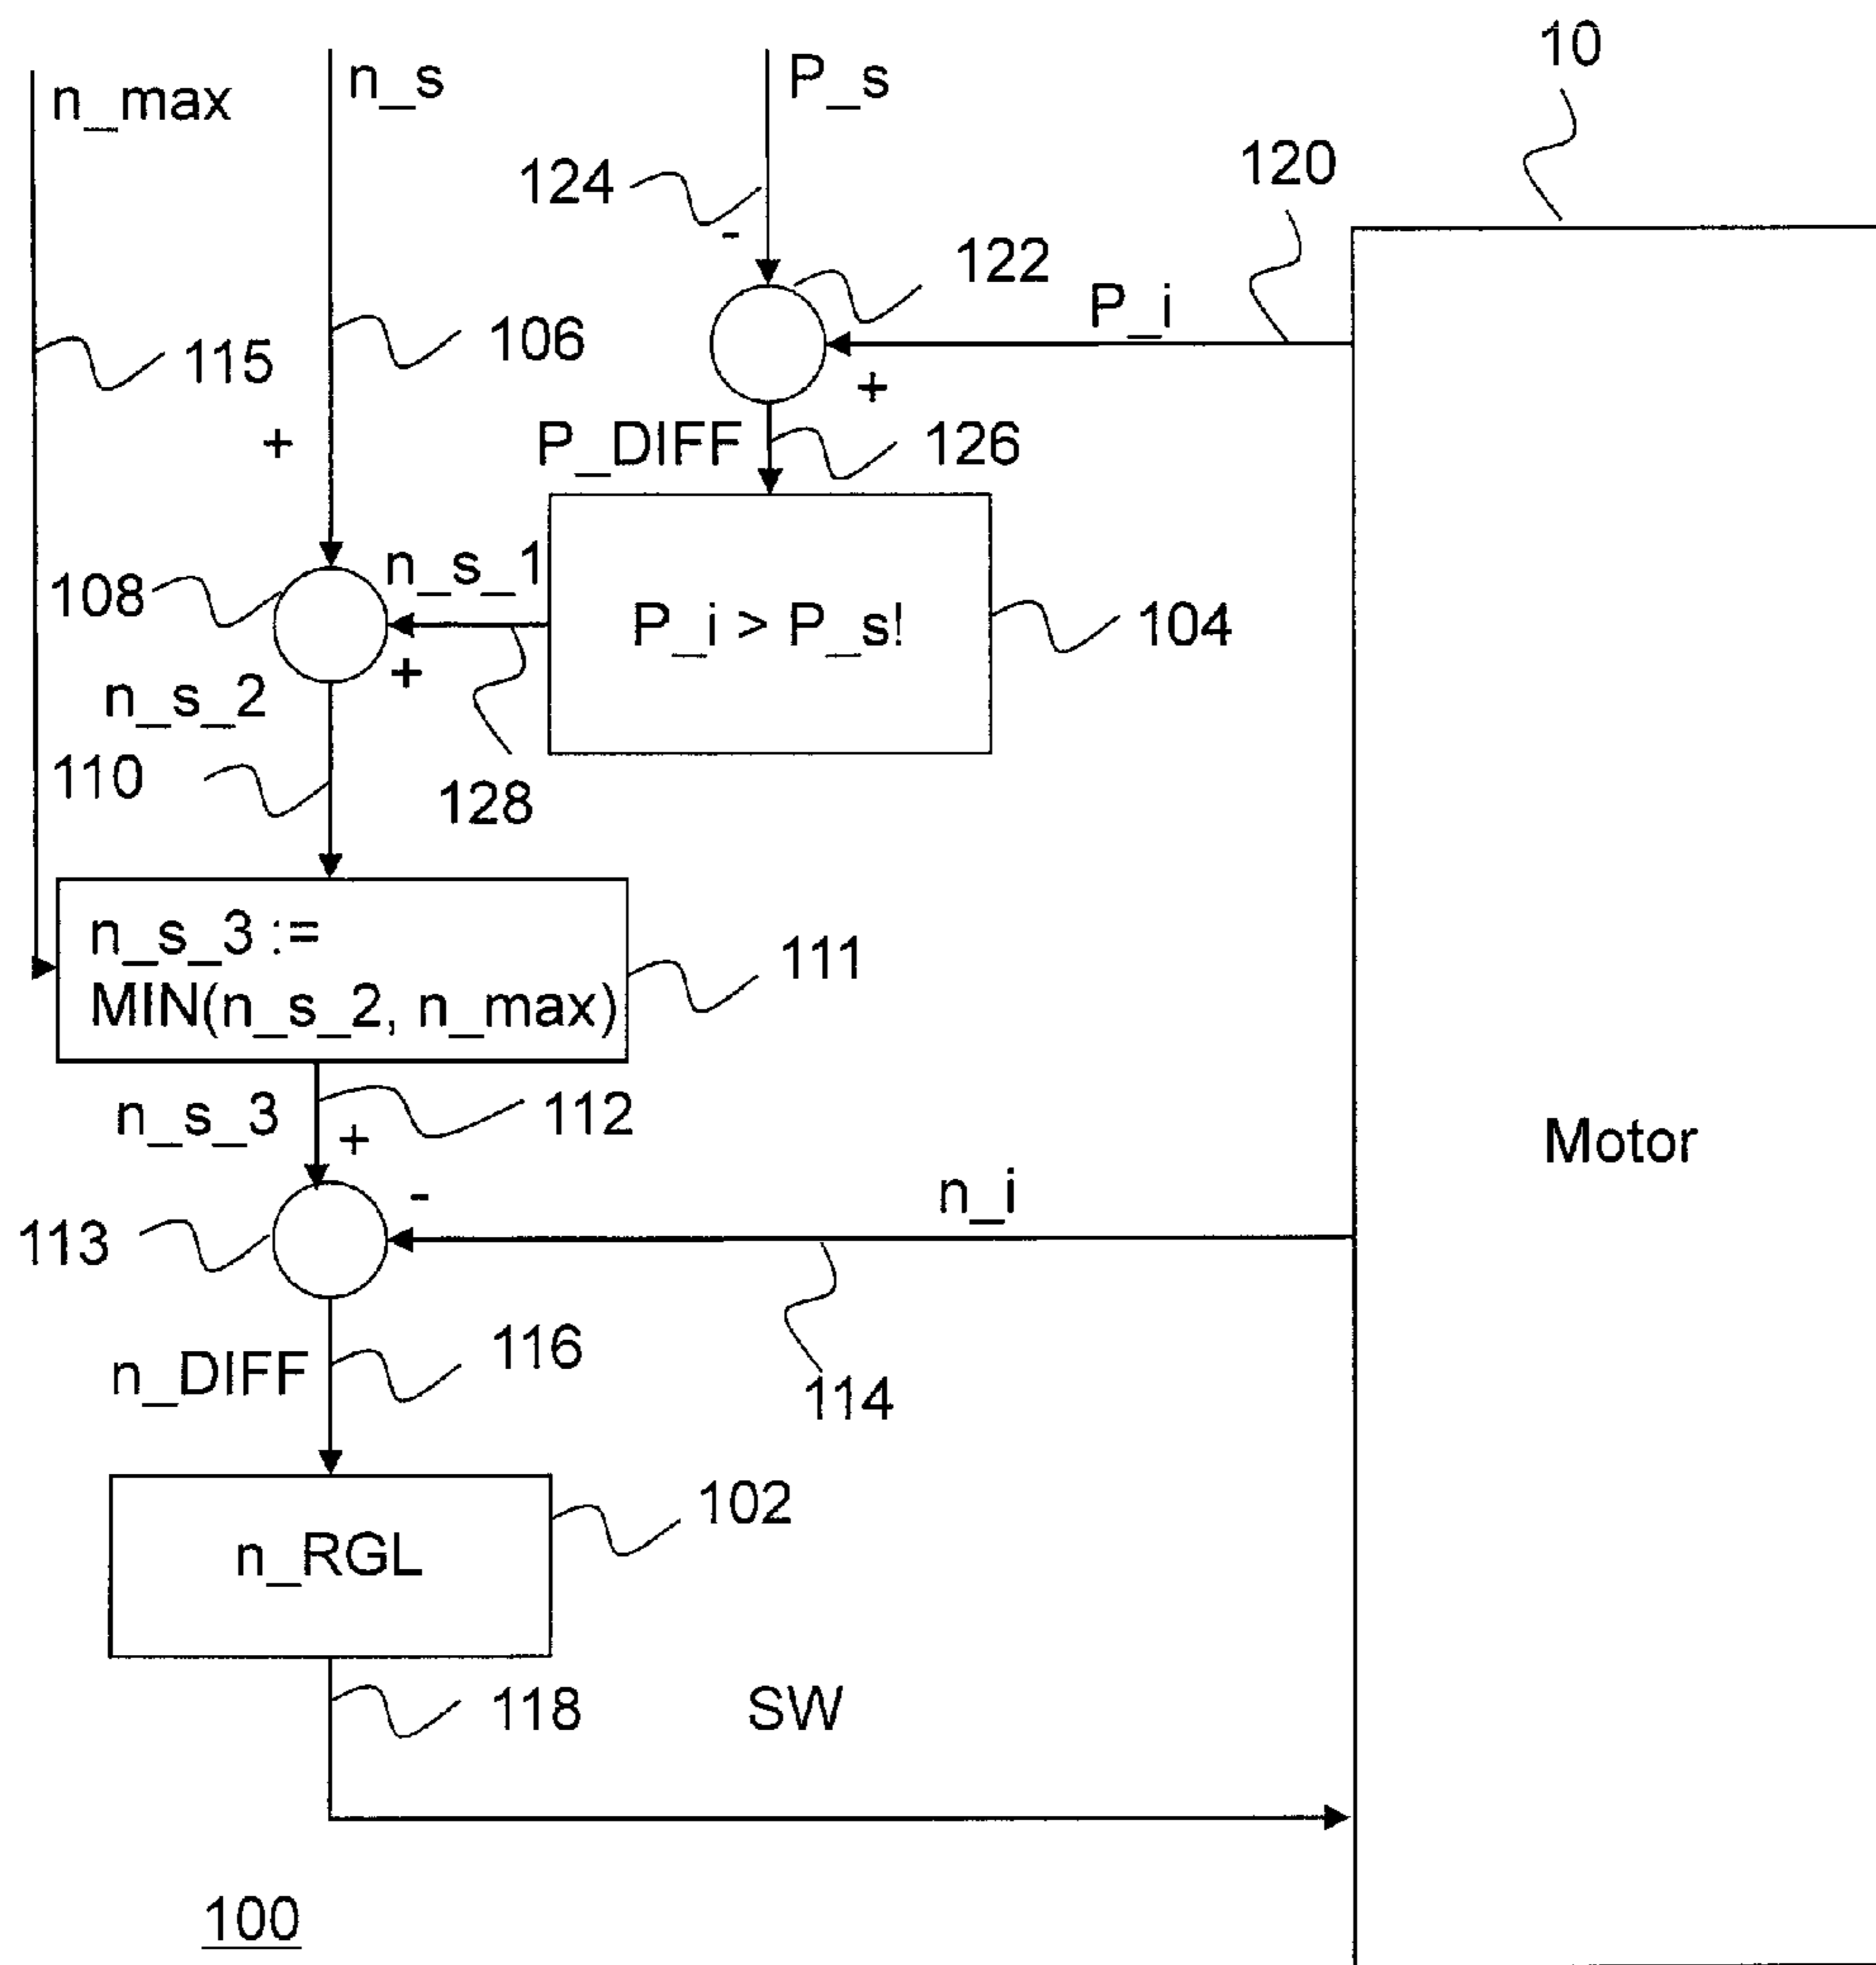 10
n_max
n_s
P_s
124
-
120
122
P_i
106
115
+
+
P_DIFF
126
n_s_1
108
P_i > P_s!
104
+
n_s_2
110
128
n_s_3 :=
MIN(n_s_2, n_max)
111
n_s_3
+
112
Motor
-
n_i
113
116
n_DIFF
114
102
n_RGL
118
SW
100